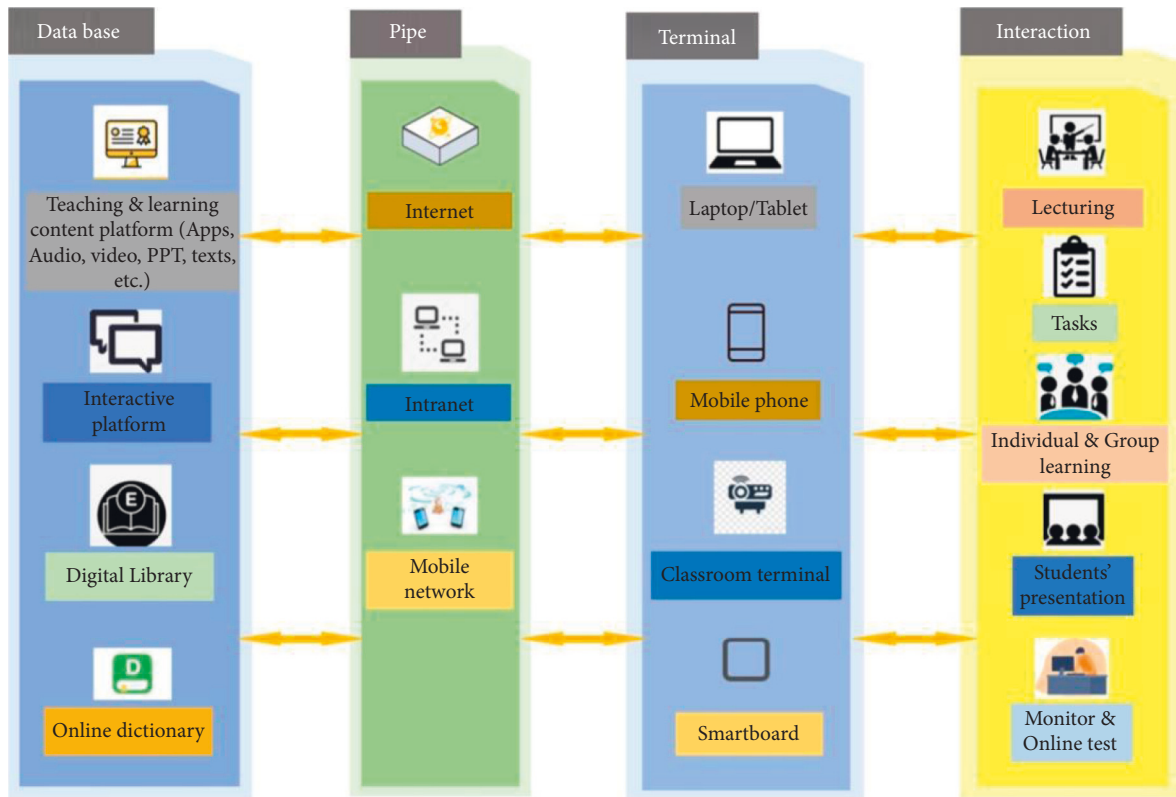 Data base
Teaching & learning
content platform (Apps,
Audio, video, PPT, texts,
etc.)
Interactive
platform
E
Digital Library
D
Online dictionary
Pipe
Internet
Intranet
Mobile
network
Terminal
Laptop/Tablet
Mobile phone
Classroom terminal
Smartboard
Interaction
Lecturing
Tasks
Individual & Group
learning
Students’
presentation
Monitor &
Online test